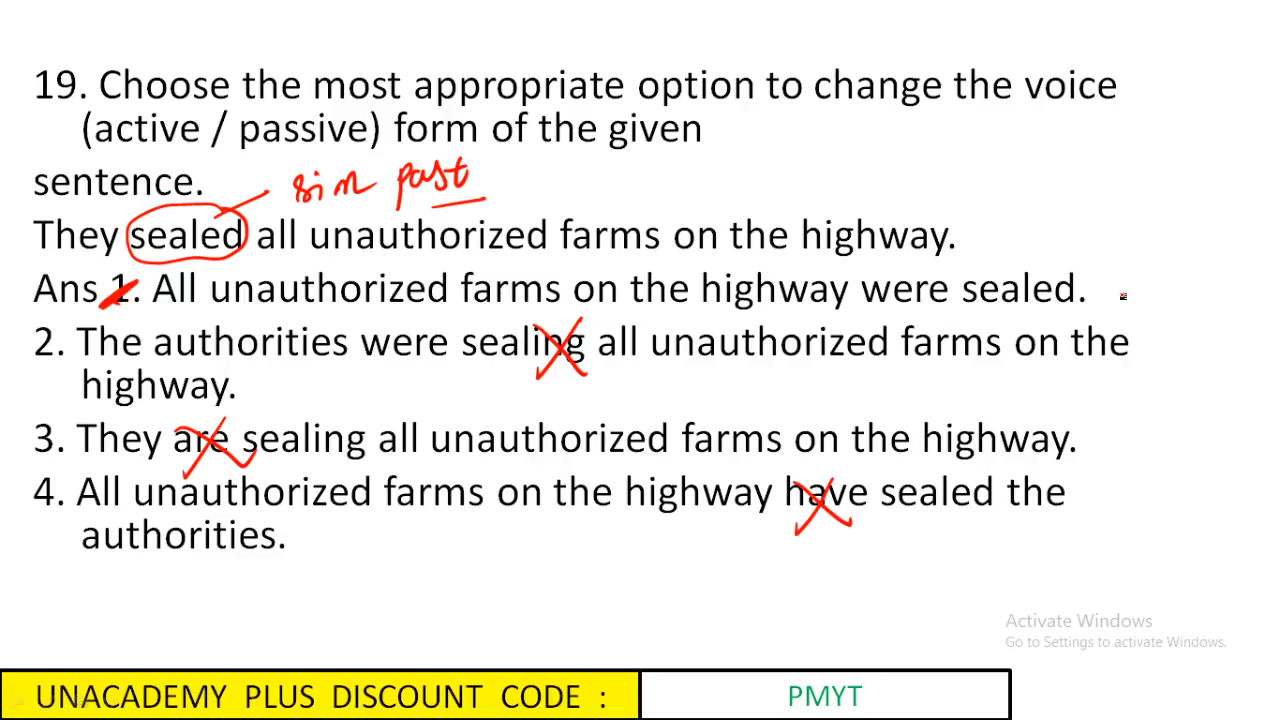 19. Choose the most appropriate option to change the voice
(active / passive) form of the given
sentence.
sim past
They sealed all unauthorized farms on the highway.
Ans 1. All unauthorized farms on the highway were sealed.
2. The authorities were sealing all unauthorized farms on the
highway.
3. They are sealing all unauthorized farms on the highway.
4. All unauthorized farms on the highway have sealed the
authorities.
Activate Windows
Go to Settings to activate Windows.
UNACADEMY PLUS DISCOUNT CODE : PMYT